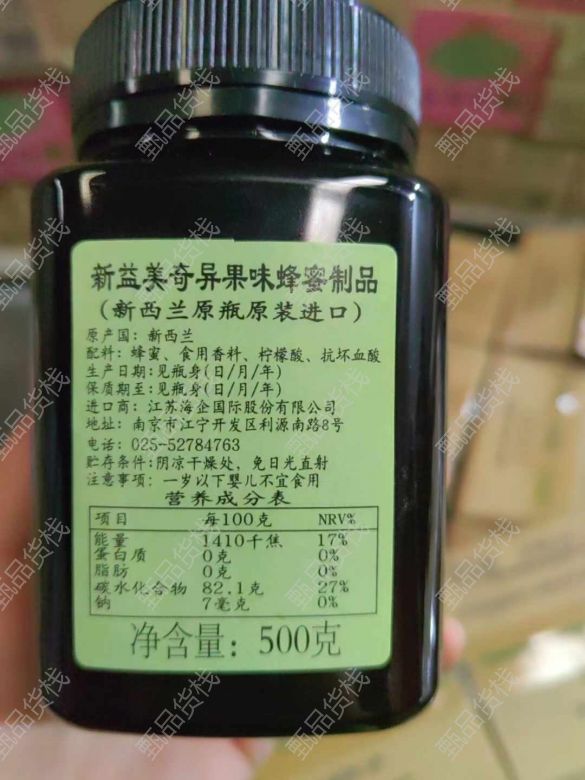 新益美奇异果味蜂蜜制品
(新西兰原瓶原装进口)
原产国: 新西兰
配料: 蜂蜜、食用香料、柠檬酸、抗坏血酸
生产日期:见瓶身(日/月/年)
保质期至:见瓶身(日/月/年)
进口商: 江苏海企国际股份有限公司
地址: 南京市江宁开发区利源南路8号
电话: 025-52784763
贮存条件:阴凉干燥处, 免日光直射
注意事项: 一岁以下婴儿不宜食用
营养成分表
项目 每100克 NRV%
能量 1410千焦 17%
蛋白质 0克 0%
脂肪 0克 0%
碳水化合物 82.1克 27%
钠 7毫克 0%
净含量: 500克
甄品货栈